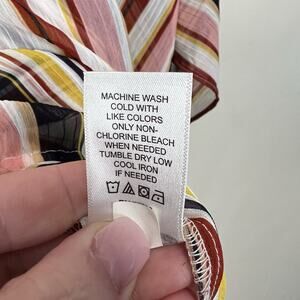 MACHINE WASH
COLD WITH
LIKE COLORS
ONLY NON-
CHLORINE BLEACH
WHEN NEEDED
TUMBLE DRY LOW
COOL IRON
IF NEEDED